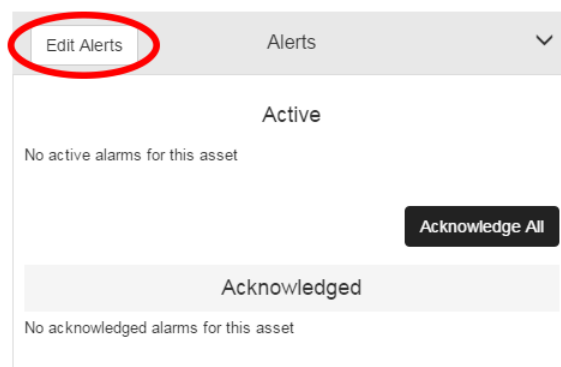 Edit Alerts Alerts
Active
No active alarms for this asset
Acknowledge All
Acknowledged
No acknowledged alarms for this asset